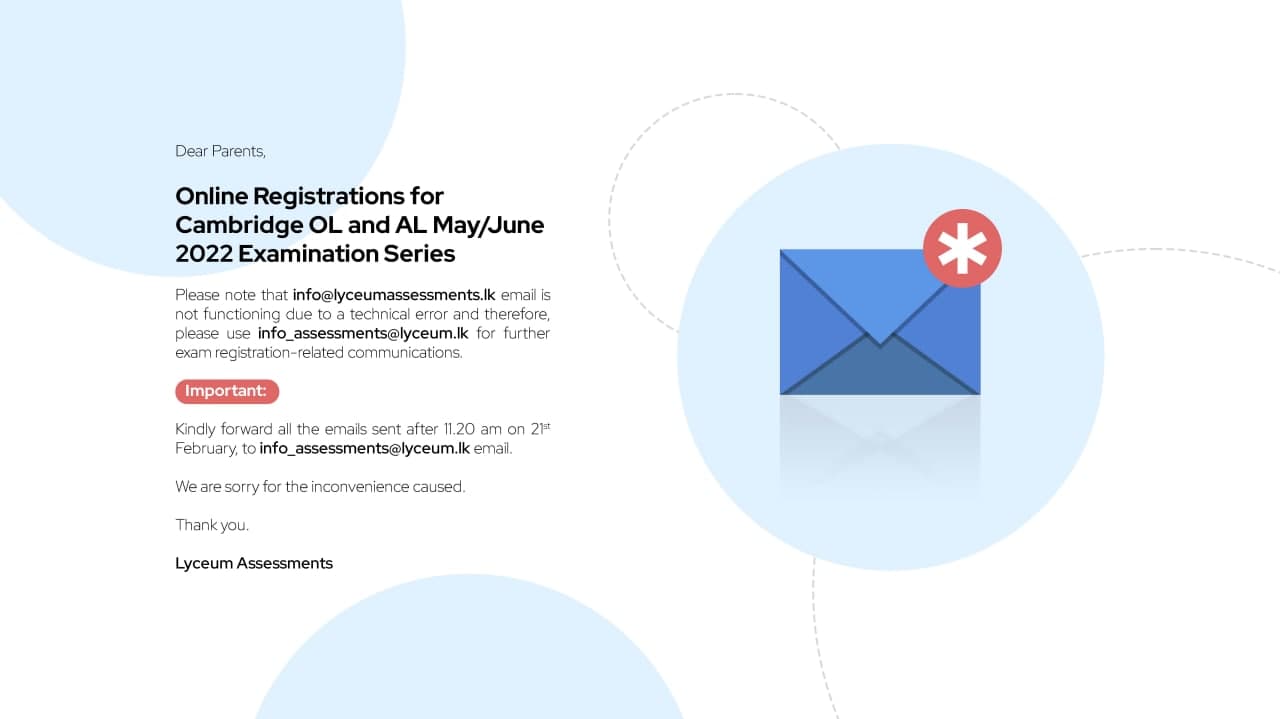 Dear Parents,
Online Registrations for
Cambridge OL and AL May/June
2022 Examination Series
Please note that info@lyceumassessments.lk email is
not functioning due to a technical error and therefore,
please use info_assessments@lyceum.lk for further
exam registration-related communications.
Important:
Kindly forward all the emails sent after 11.20 am on 21st
February, to info_assessments@lyceum.lk email.
We are sorry for the inconvenience caused.
Thank you.
Lyceum Assessments